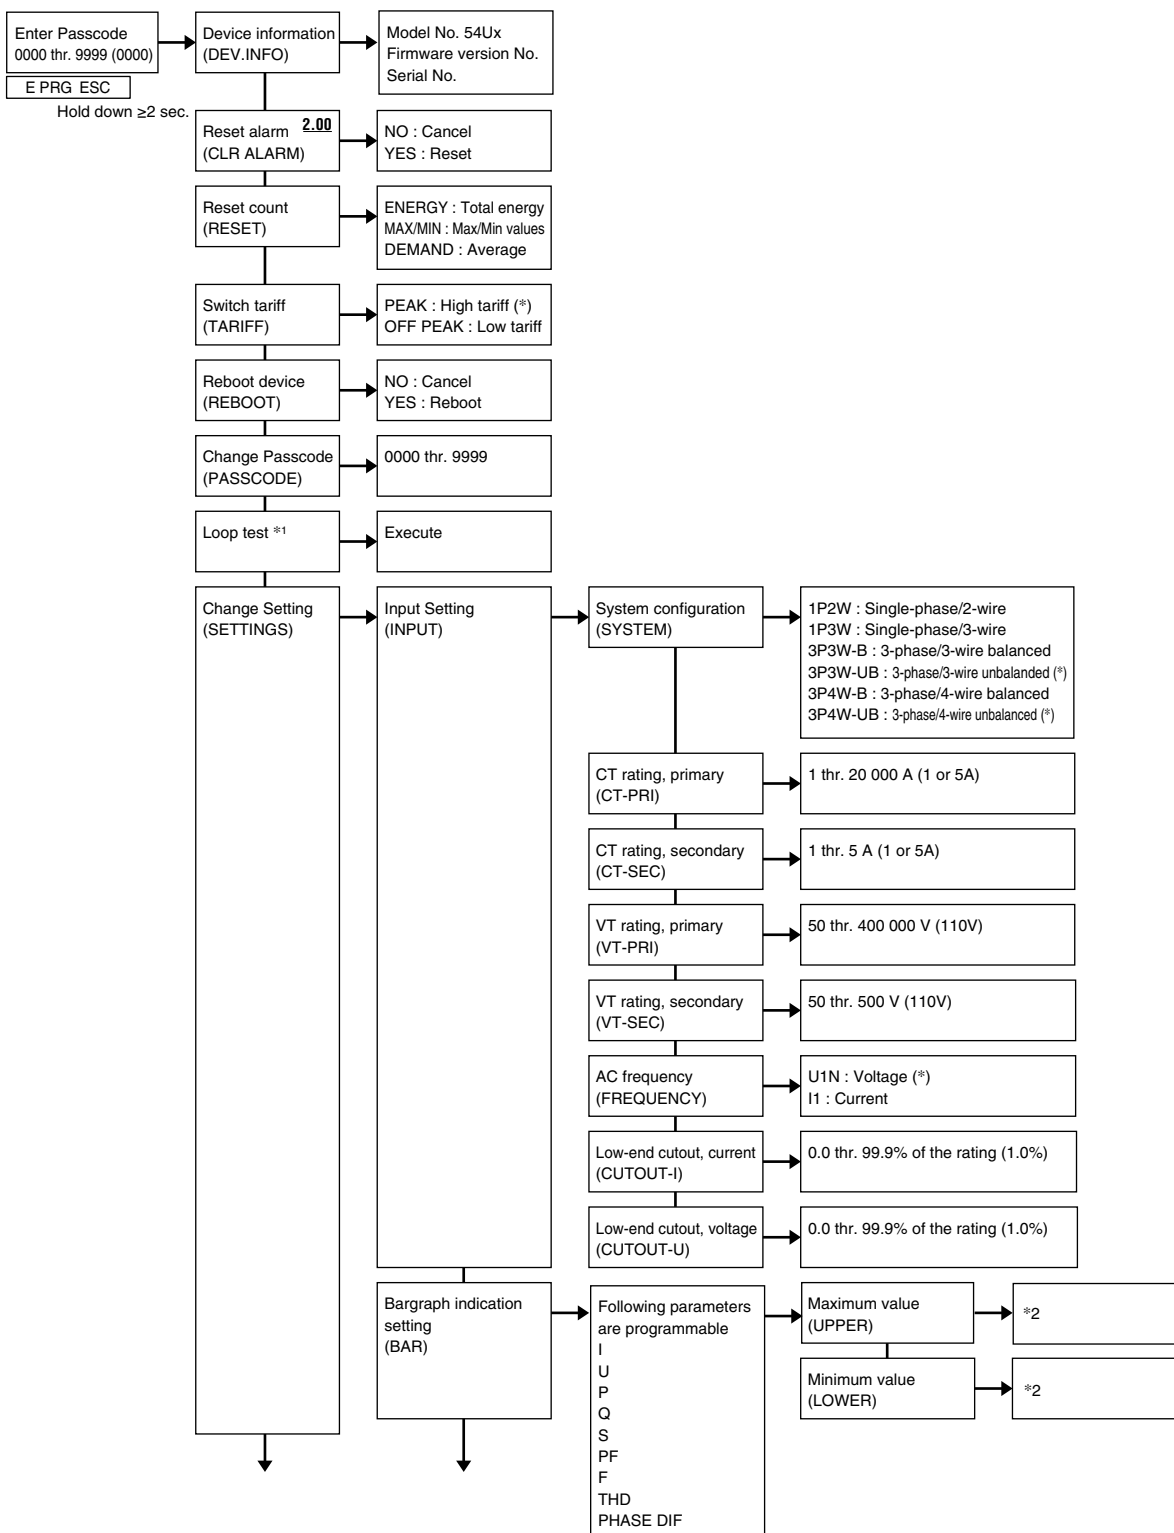 Enter Passcode
0000 thr. 9999 (0000)
E PRG ESC
Hold down ≥2 sec.
Device information
(DEV.INFO)
Model No. 54Ux
Firmware version No.
Serial No.
Reset alarm 2.00
(CLR ALARM)
NO : Cancel
YES : Reset
Reset count
(RESET)
ENERGY : Total energy
MAX/MIN : Max/Min values
DEMAND : Average
Switch tariff
(TARIFF)
PEAK : High tariff (*)
OFF PEAK : Low tariff
Reboot device
(REBOOT)
NO : Cancel
YES : Reboot
Change Passcode
(PASSCODE)
0000 thr. 9999
Loop test *1
Execute
Change Setting
(SETTINGS)
Input Setting
(INPUT)
System configuration
(SYSTEM)
1P2W : Single-phase/2-wire
1P3W : Single-phase/3-wire
3P3W-B : 3-phase/3-wire balanced
3P3W-UB : 3-phase/3-wire unbalanded (*)
3P4W-B : 3-phase/4-wire balanced
3P4W-UB : 3-phase/4-wire unbalanced (*)
CT rating, primary
(CT-PRI)
1 thr. 20 000 A (1 or 5A)
CT rating, secondary
(CT-SEC)
1 thr. 5 A (1 or 5A)
VT rating, primary
(VT-PRI)
50 thr. 400 000 V (110V)
VT rating, secondary
(VT-SEC)
50 thr. 500 V (110V)
AC frequency
(FREQUENCY)
U1N : Voltage (*)
I1 : Current
Low-end cutout, current
(CUTOUT-I)
0.0 thr. 99.9% of the rating (1.0%)
Low-end cutout, voltage
(CUTOUT-U)
0.0 thr. 99.9% of the rating (1.0%)
Bargraph indication
setting
(BAR)
Following parameters
are programmable
I
U
P
Q
S
PF
F
THD
PHASE DIF
Maximum value
(UPPER)
*2
Minimum value
(LOWER)
*2